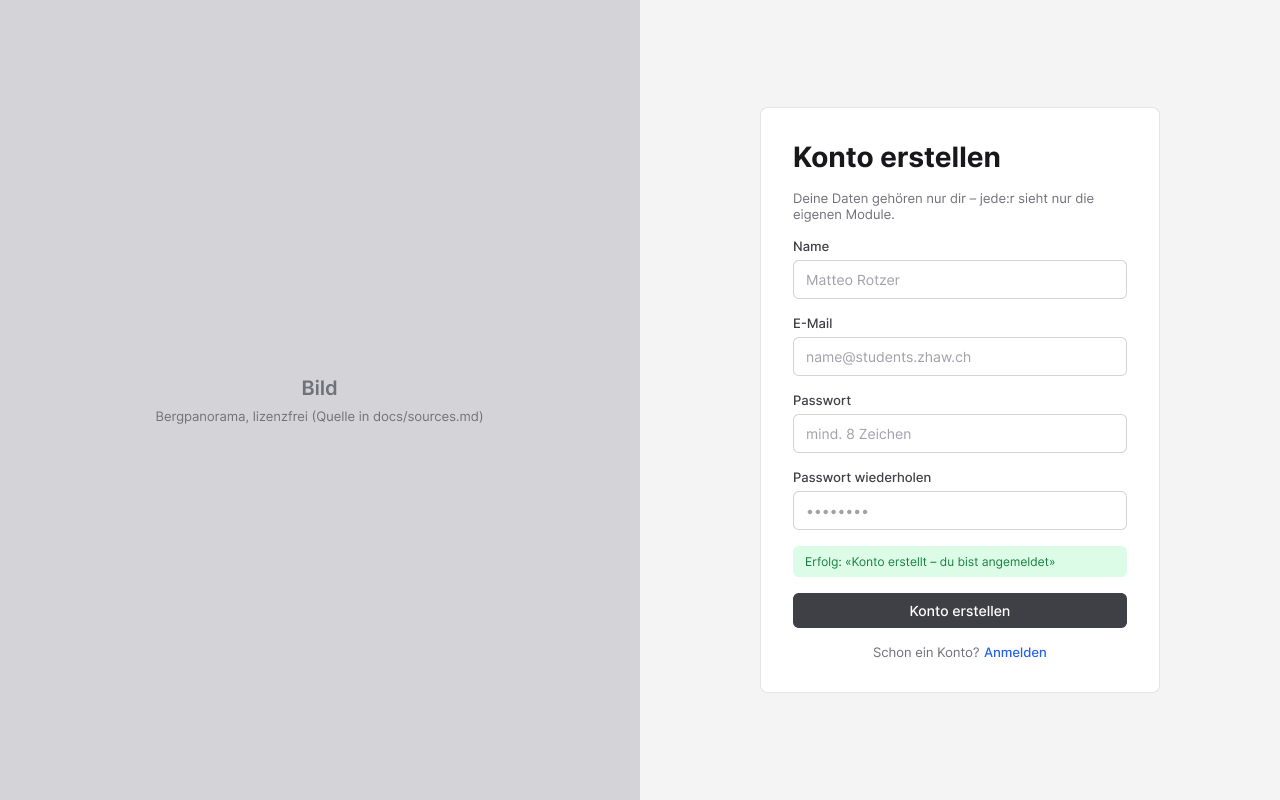 Bild
Bergpanorama, lizenzfrei (Quelle in docs/sources.md)
Konto erstellen
Deine Daten gehören nur dir – jede:r sieht nur die
eigenen Module.
Name
Matteo Rotzer
E-Mail
name@students.zhaw.ch
Passwort
mind. 8 Zeichen
Passwort wiederholen
••••••••
Erfolg: «Konto erstellt – du bist angemeldet»
Konto erstellen
Schon ein Konto? Anmelden